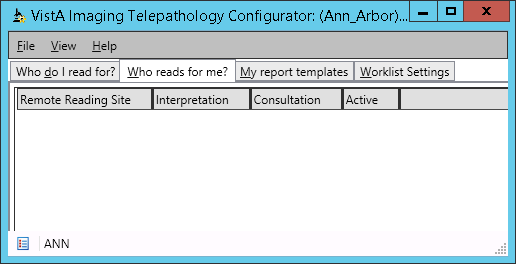 VistA Imaging Telepathology Configurator: (Ann_Arbor)...
File View Help
Who do I read for? Who reads for me? My report templates Worklist Settings
Remote Reading Site Interpretation Consultation Active
ANN